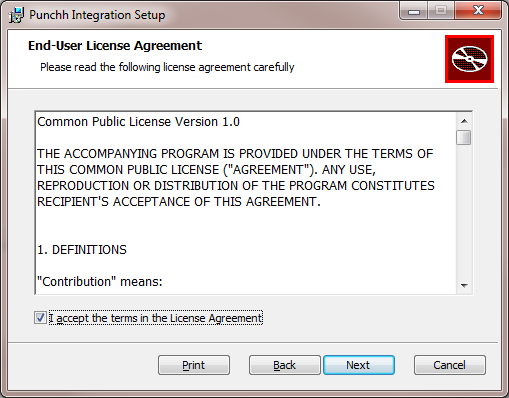 Punchh Integration Setup
End-User License Agreement
Please read the following license agreement carefully
Common Public License Version 1.0
THE ACCOMPANYING PROGRAM IS PROVIDED UNDER THE TERMS OF
THIS COMMON PUBLIC LICENSE ("AGREEMENT"). ANY USE,
REPRODUCTION OR DISTRIBUTION OF THE PROGRAM CONSTITUTES
RECIPIENT'S ACCEPTANCE OF THIS AGREEMENT.
1. DEFINITIONS
"Contribution" means:
I accept the terms in the License Agreement
Print Back Next Cancel